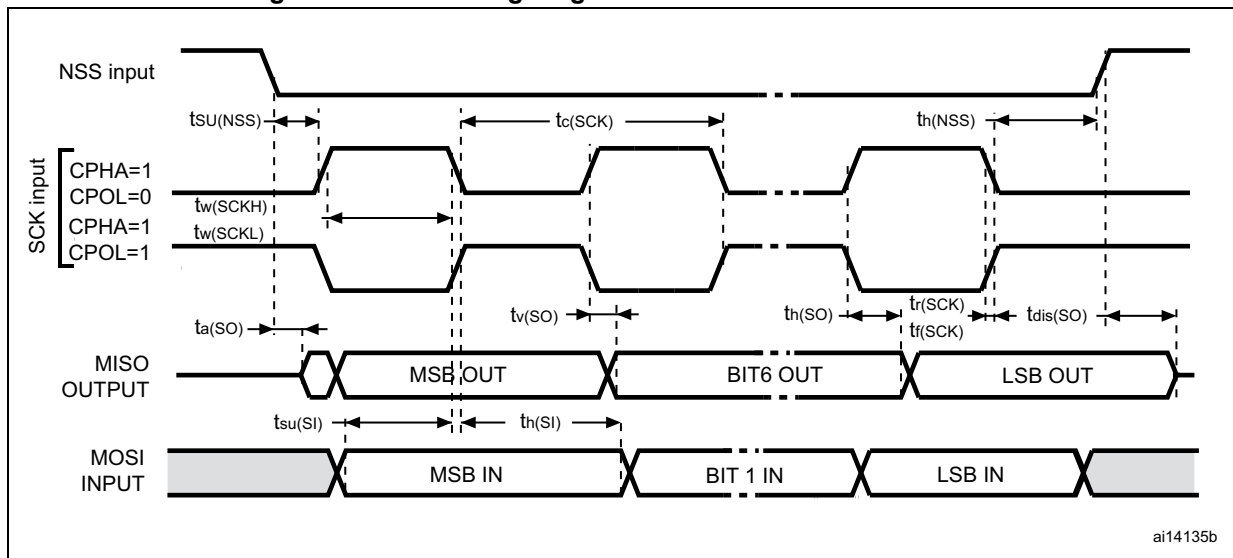 NSS input
tSU(NSS)
tc(SCK)
th(NSS)
SCK input
CPHA=1
CPOL=0
tw(SCKH)
CPHA=1
tw(SCKL)
CPOL=1
ta(SO)
tv(SO)
th(SO)
tr(SCK)
tf(SCK)
tdis(SO)
MISO
OUTPUT
MSB OUT
BIT6 OUT
LSB OUT
tsu(SI)
th(SI)
MOSI
INPUT
MSB IN
BIT 1 IN
LSB IN
ai14135b